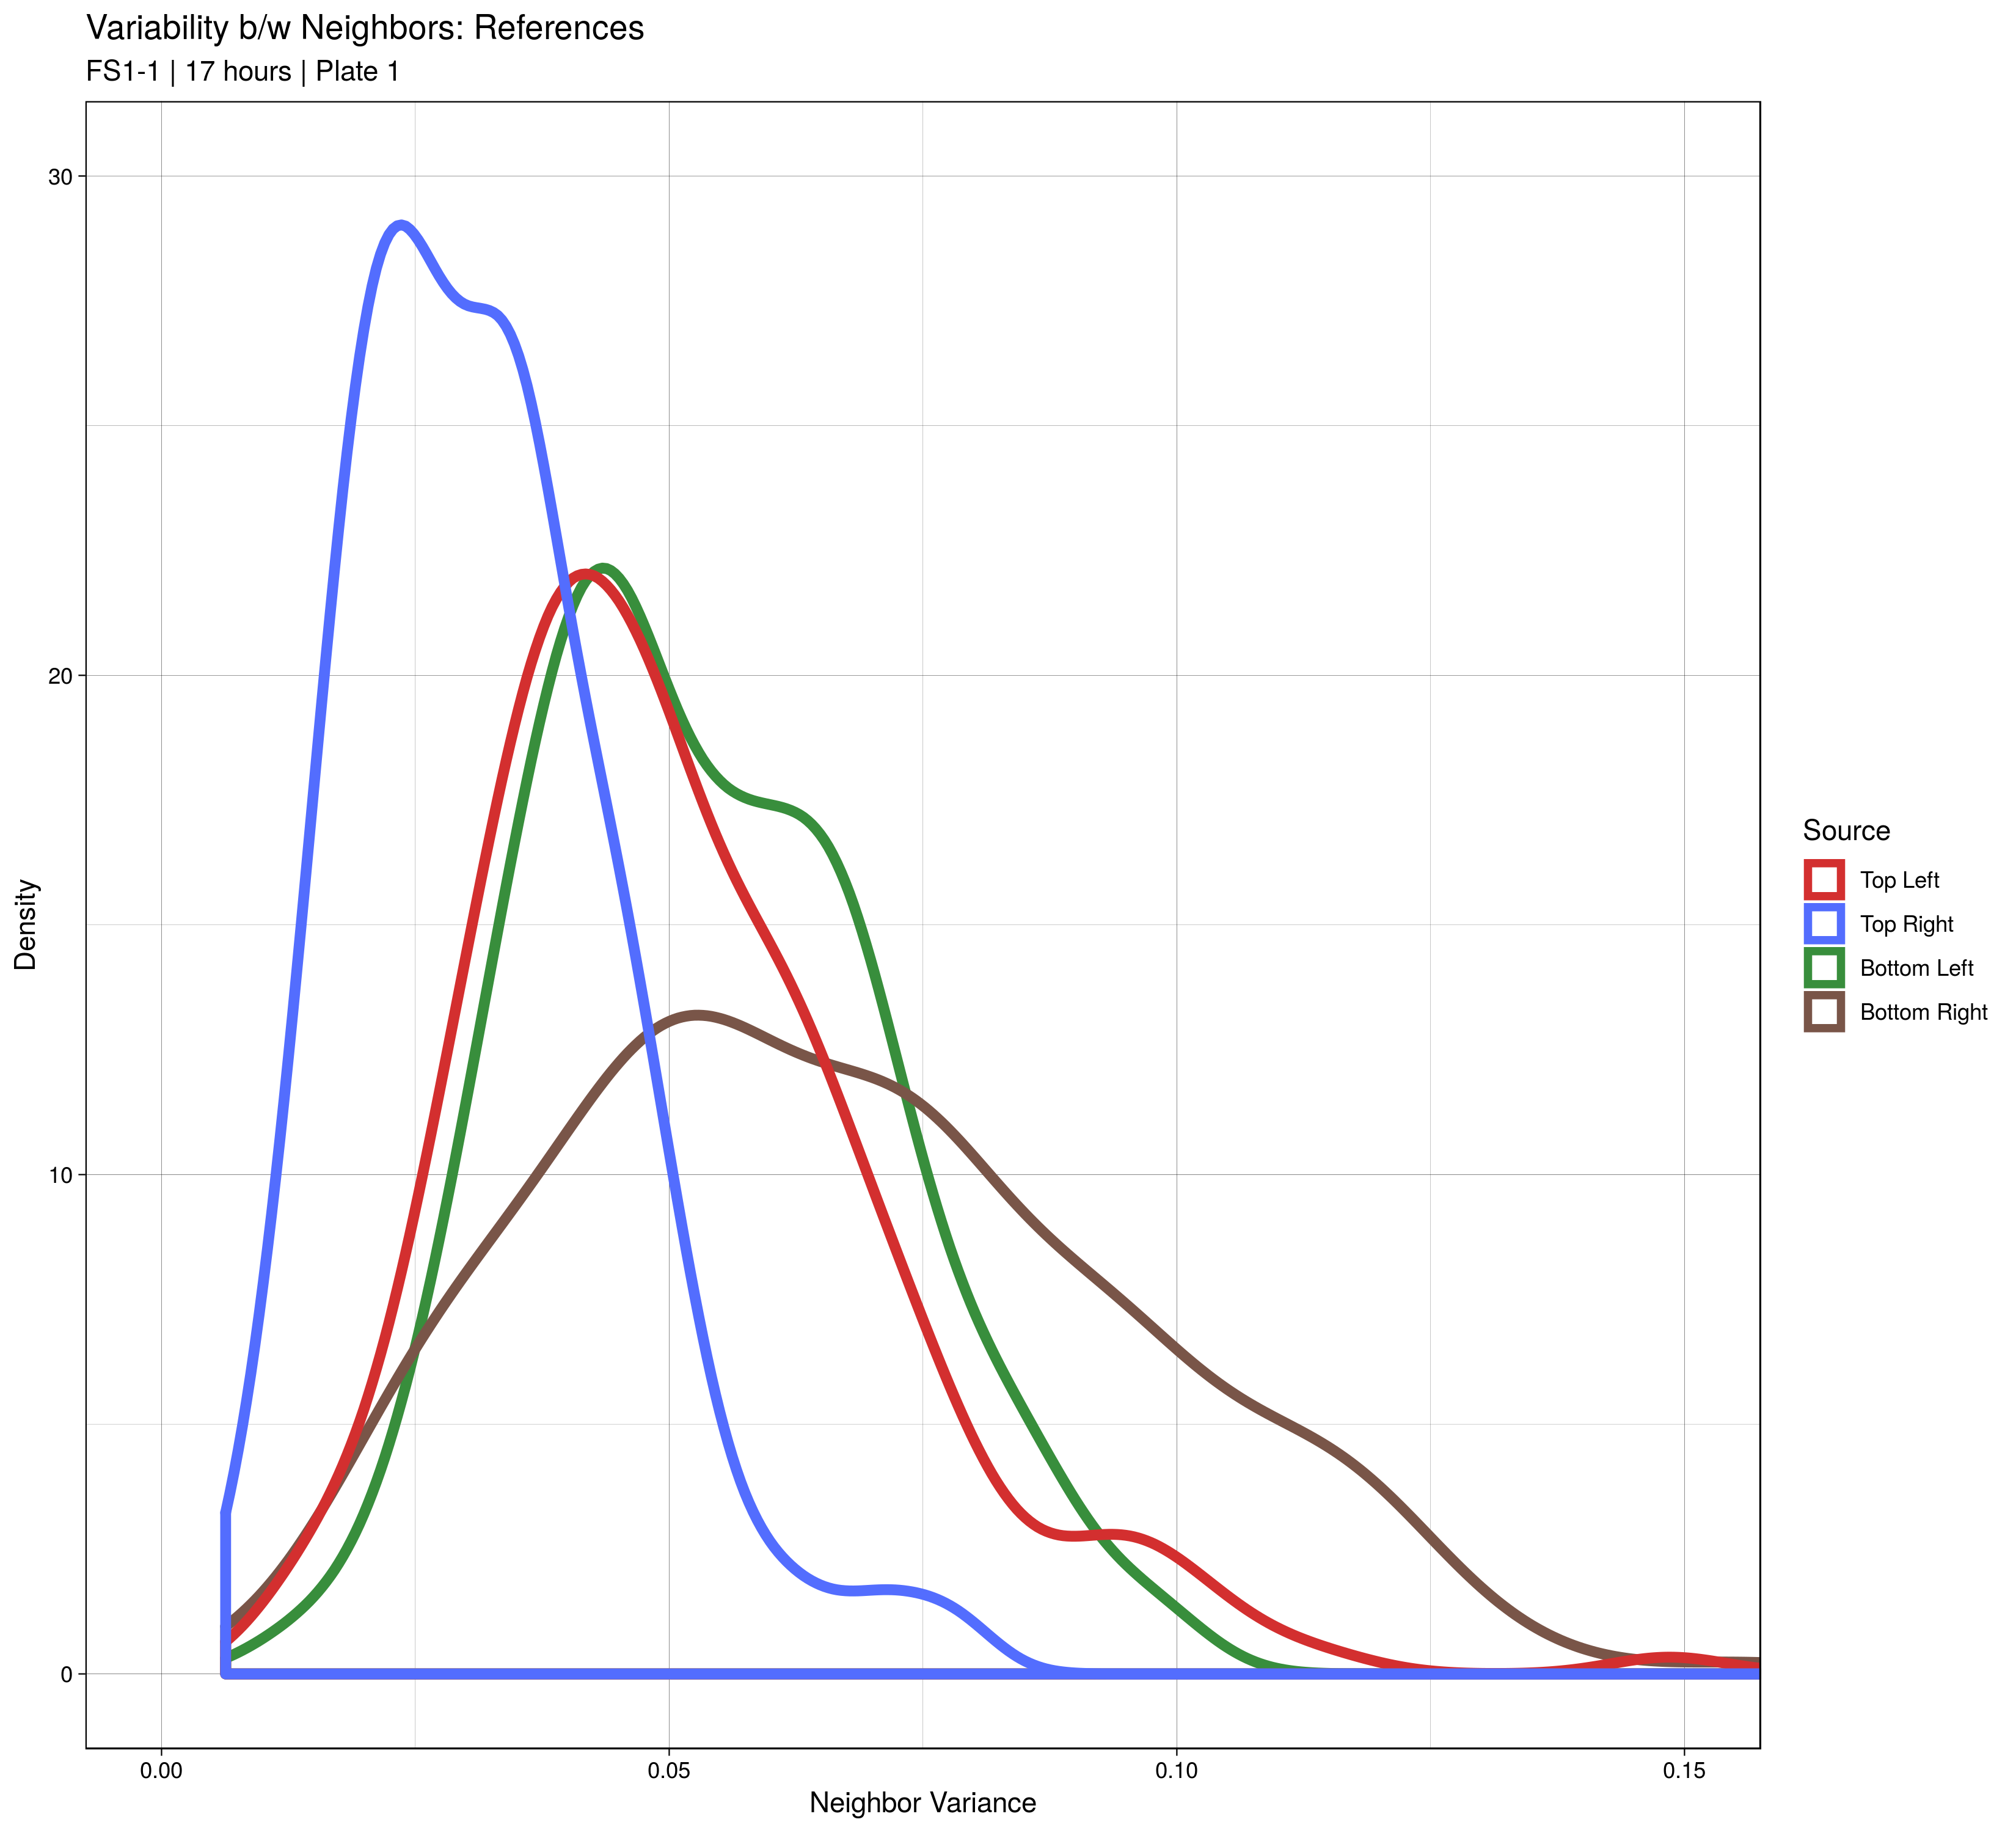 Variability b/w Neighbors: References
FS1-1 | 17 hours | Plate 1
30
20
10
0
Density
0.00
0.05
0.10
0.15
Neighbor Variance
Source
Top Left
Top Right
Bottom Left
Bottom Right